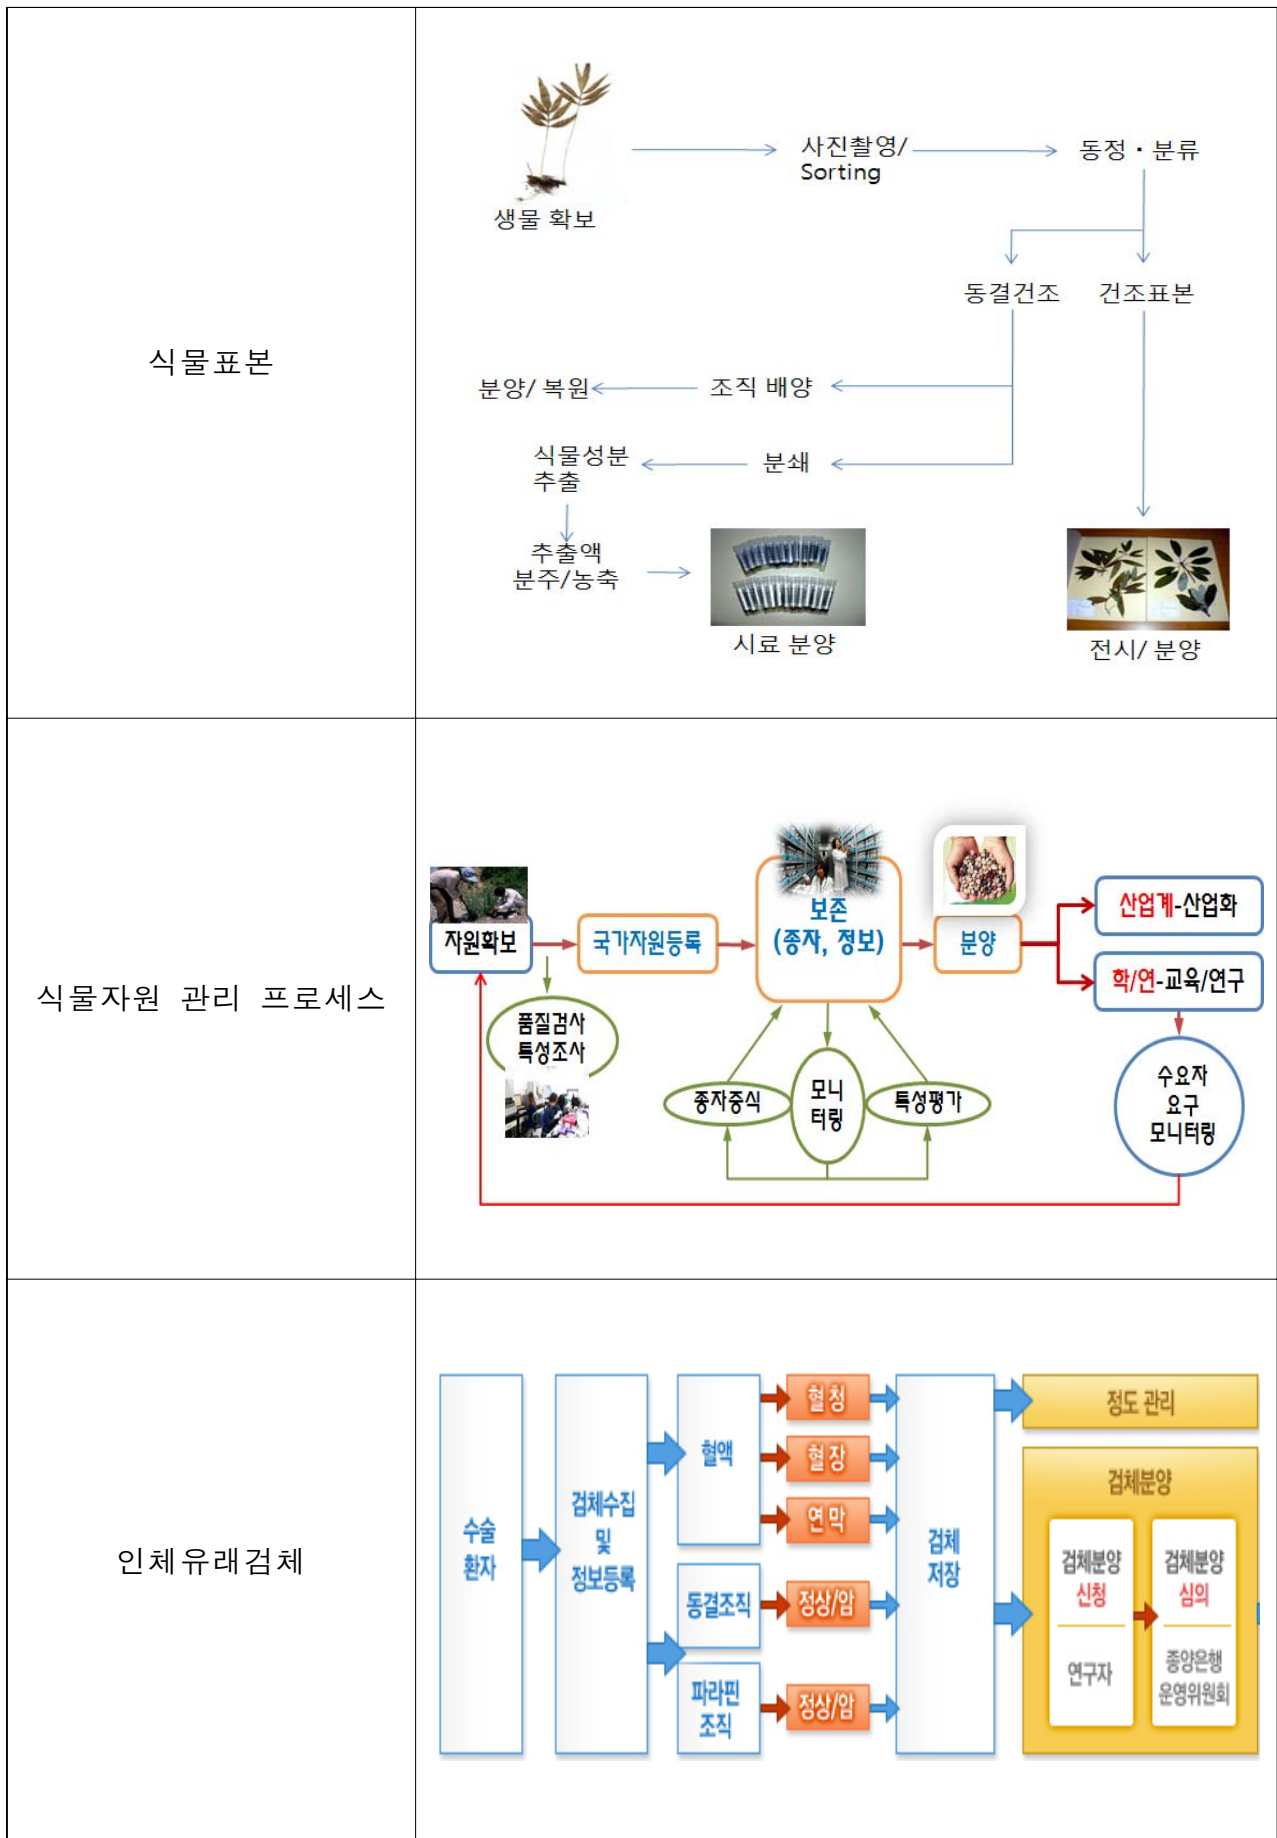 식물표본
생물 확보
사진촬영/
Sorting
동정・분류
동결건조
건조표본
분양/ 복원
조직 배양
식물성분
추출
분쇄
추출액
분주/농축
시료 분양
전시/ 분양
식물자원 관리 프로세스
자원확보
국가자원등록
보존
(종자, 정보)
분양
산업계-산업화
학/연-교육/연구
품질검사
특성조사
종자증식
모니
터링
특성평가
수요자
요구
모니터링
인체유래검체
수술
환자
검체수집
및
정보등록
혈액
동결조직
파라핀
조직
혈청
혈장
연막
정상/암
정상/암
검체
저장
정도 관리
검체분양
검체분양
신청
연구자
검체분양
심의
종양은행
운영위원회